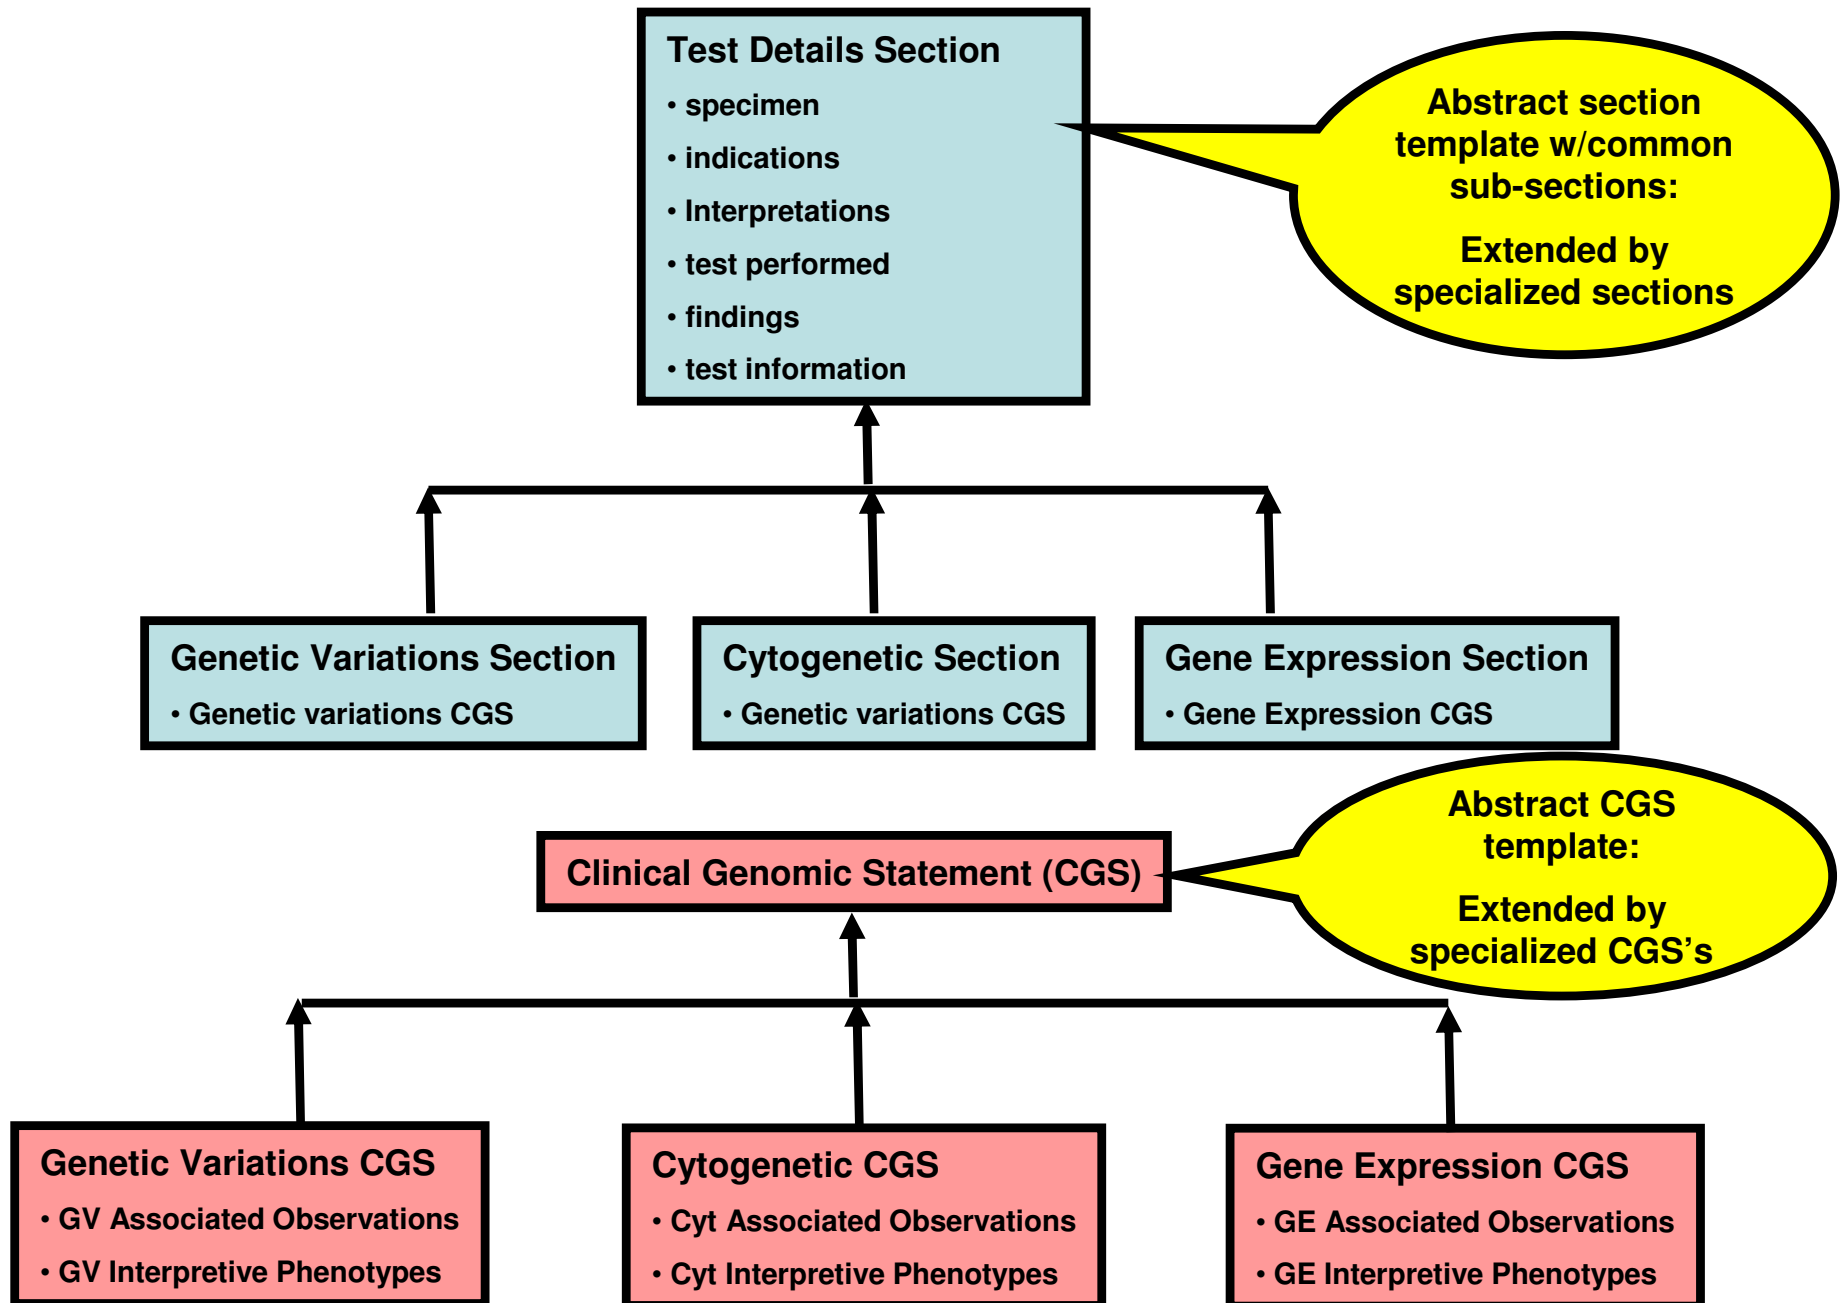 Test Details Section
• specimen
• indications
• Interpretations
• test performed
• findings
• test information
Abstract section
template w/common
sub-sections:
Extended by
specialized sections
Genetic Variations Section
• Genetic variations CGS
Cytogenetic Section
• Genetic variations CGS
Gene Expression Section
• Gene Expression CGS
Clinical Genomic Statement (CGS)
Abstract CGS
template:
Extended by
specialized CGS’s
Genetic Variations CGS
• GV Associated Observations
• GV Interpretive Phenotypes
Cytogenetic CGS
• Cyt Associated Observations
• Cyt Interpretive Phenotypes
Gene Expression CGS
• GE Associated Observations
• GE Interpretive Phenotypes